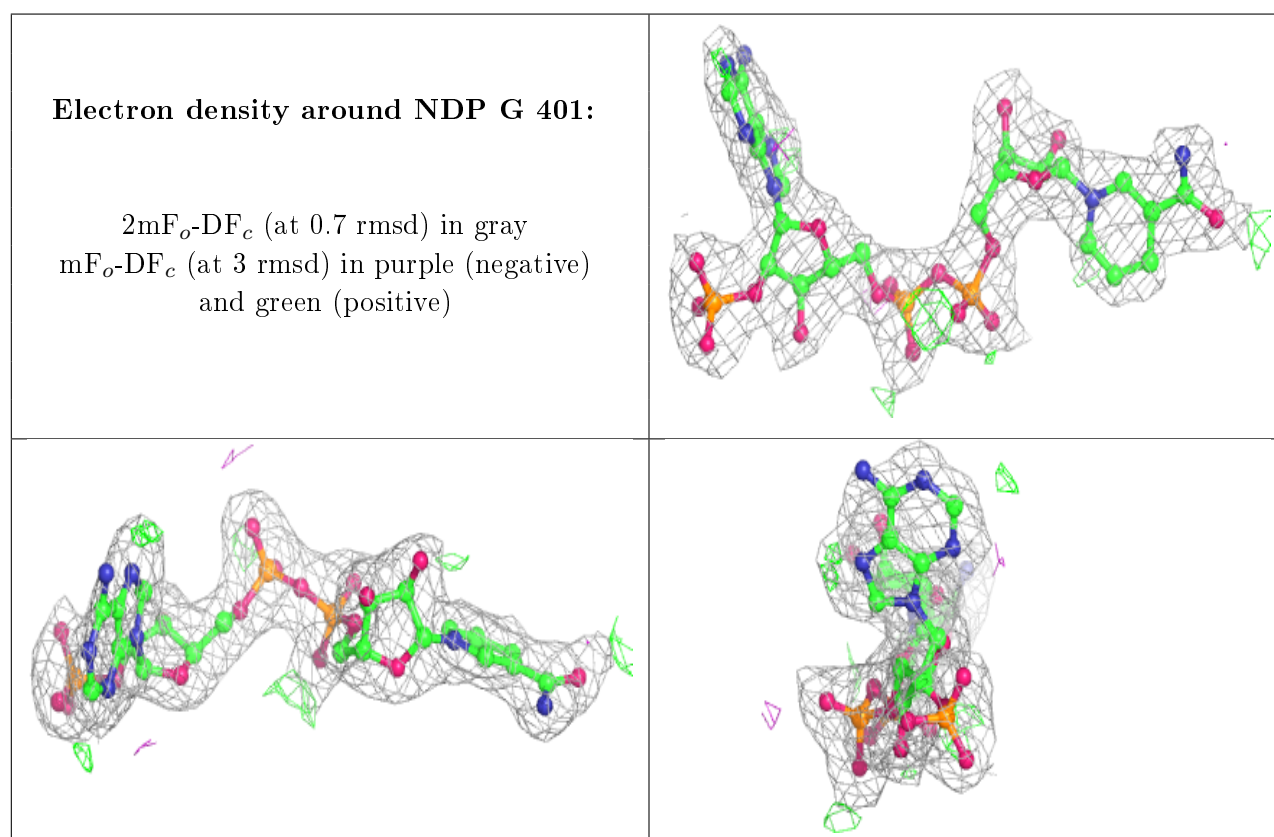 Electron density around NDP G 401:
2mFo-DFc (at 0.7 rmsd) in gray
mFo-DFc (at 3 rmsd) in purple (negative)
and green (positive)